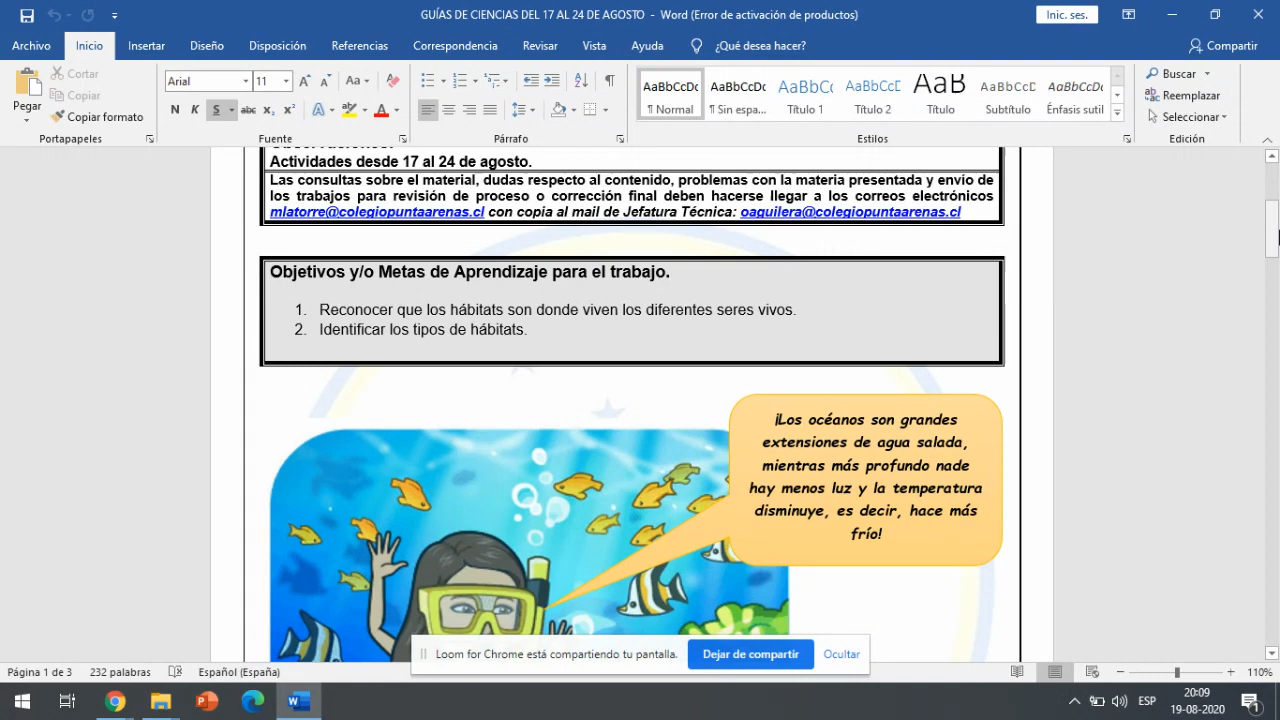 GUÍAS DE CIENCIAS DEL 17 AL 24 DE AGOSTO - Word (Error de activación de productos)
Inic. ses.
Archivo Inicio Insertar Diseño Disposición Referencias Correspondencia Revisar Vista Ayuda ¿Qué desea hacer? Compartir
Pegar
Cortar
Copiar
Copiar formato
Portapapeles
Arial 11
Aa
N K S abc x₂ x²
Fuente
Párrafo
AaBbCcDc AaBbCcDc AaBbCc AaBbCcD AaB AaBbCcD AaBbCcDc
¶ Normal ¶ Sin espa... Título 1 Título 2 Título Subtítulo Énfasis sutil
Estilos
Buscar
Reemplazar
Seleccionar
Edición
Actividades desde 17 al 24 de agosto.
Las consultas sobre el material, dudas respecto al contenido, problemas con la materia presentada y envío de
los trabajos para revisión de proceso o corrección final deben hacerse llegar a los correos electrónicos
mlatorre@colegiopuntaarenas.cl con copia al mail de Jefatura Técnica: oaguilera@colegiopuntaarenas.cl
Objetivos y/o Metas de Aprendizaje para el trabajo.
1. Reconocer que los hábitats son donde viven los diferentes seres vivos.
2. Identificar los tipos de hábitats.
¡Los océanos son grandes
extensiones de agua salada,
mientras más profundo nade
hay menos luz y la temperatura
disminuye, es decir, hace más
frío!
Loom for Chrome está compartiendo tu pantalla. Dejar de compartir Ocultar
Página 1 de 3 232 palabras Español (España) 110%
ESP
20:09
19-08-2020